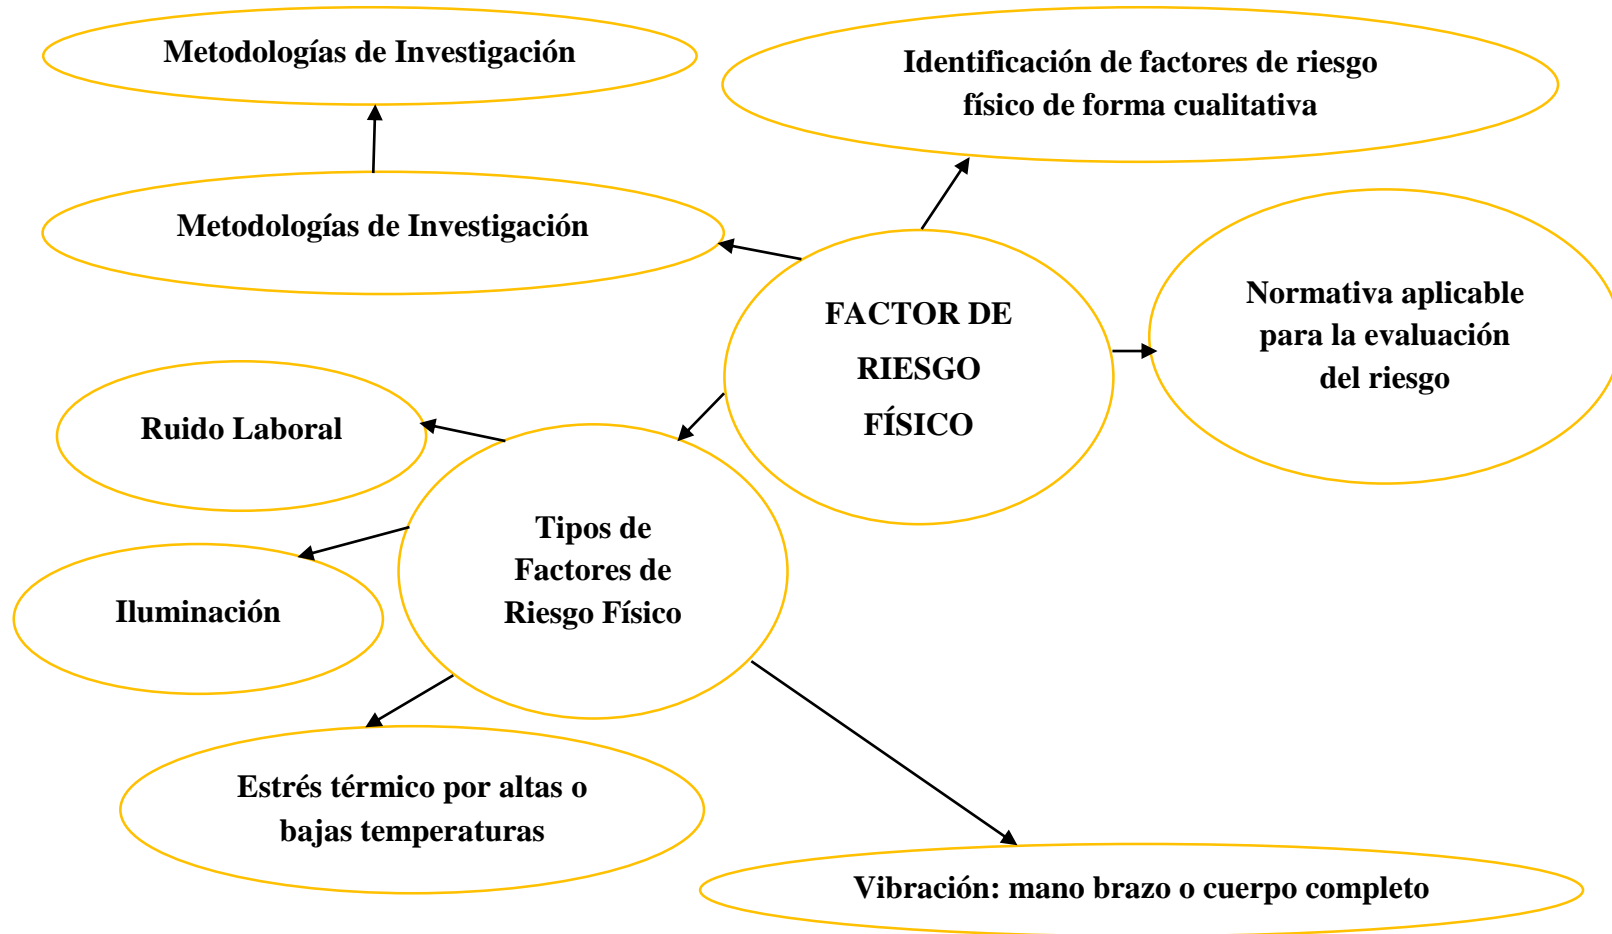 Metodologías de Investigación
Identificación de factores de riesgo
físico de forma cualitativa
Metodologías de Investigación
Normativa aplicable
para la evaluación
del riesgo
FACTOR DE
RIESGO
FÍSICO
Ruido Laboral
Tipos de
Factores de
Riesgo Físico
Iluminación
Estrés térmico por altas o
bajas temperaturas
Vibración: mano brazo o cuerpo completo